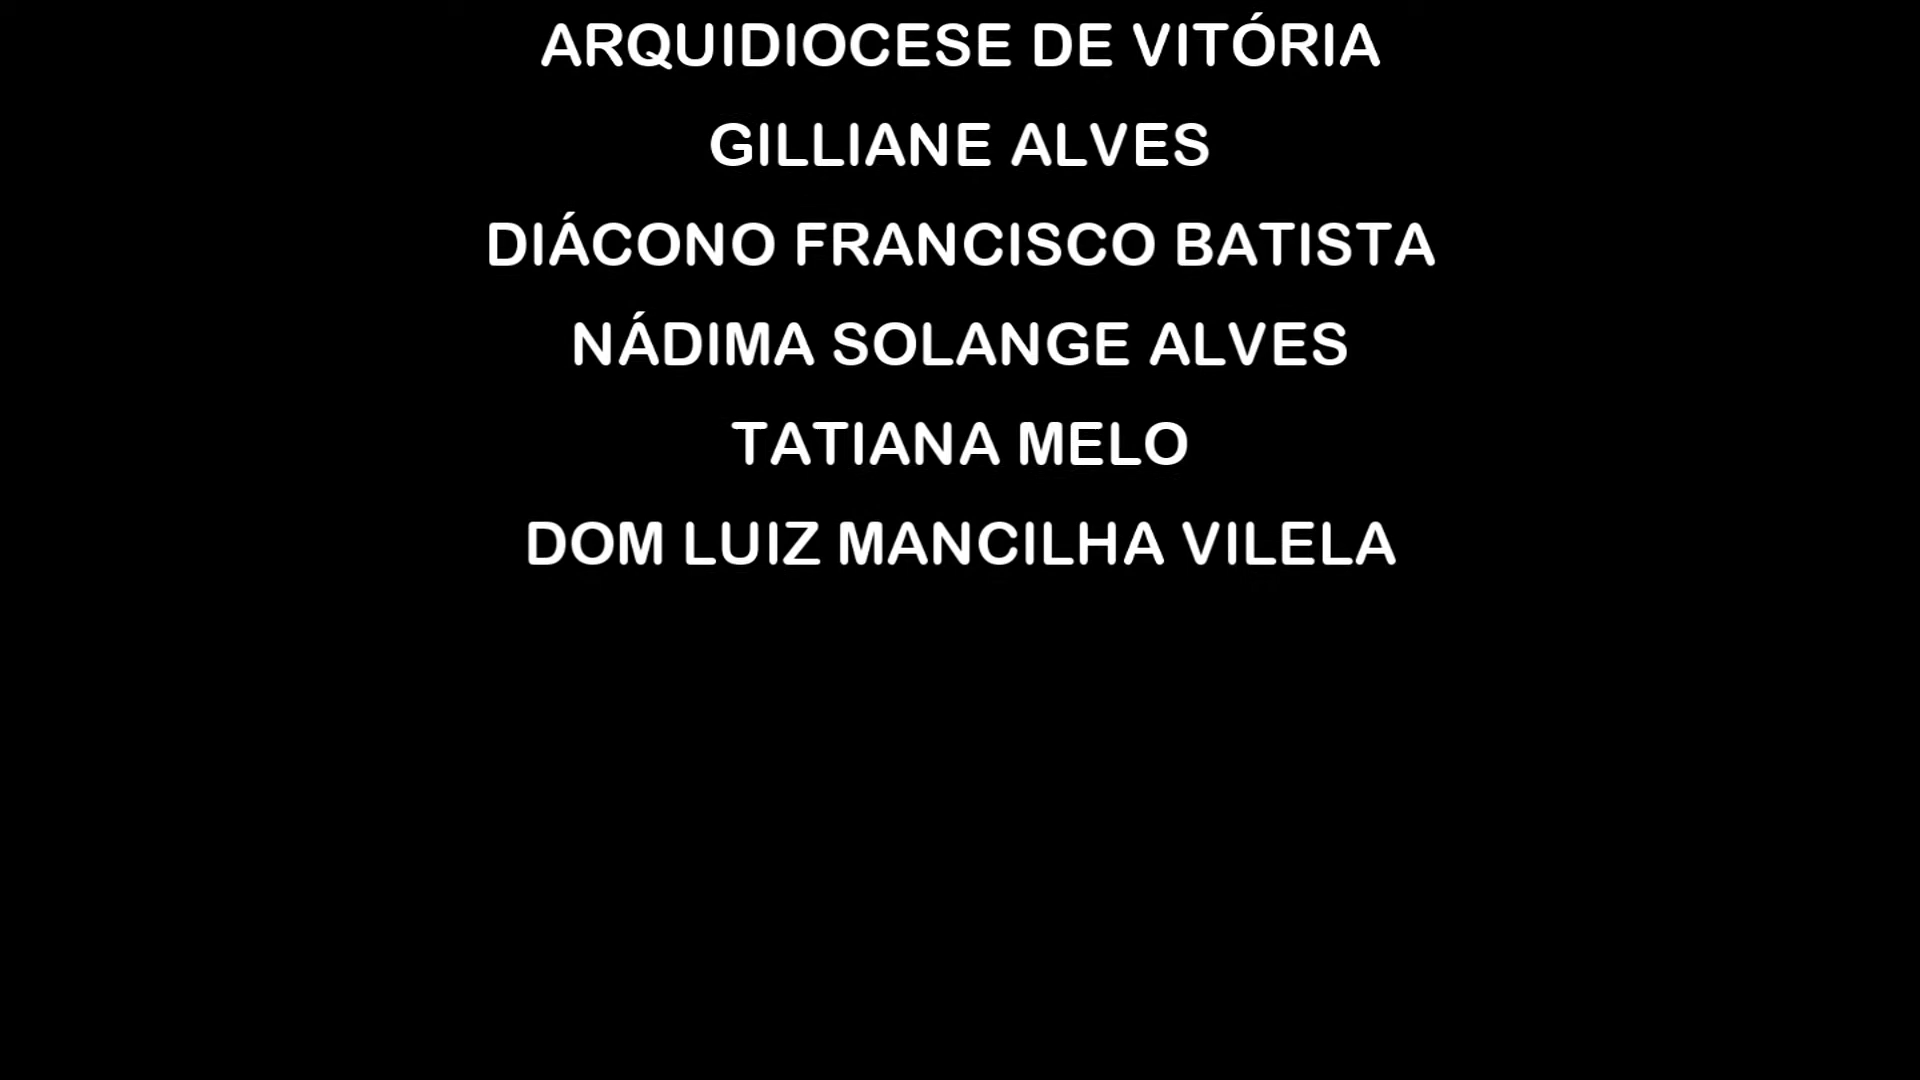 ARQUIDIOCESE DE VITÓRIA
GILLIANE ALVES
DIÁCONO FRANCISCO BATISTA
NÁDIMA SOLANGE ALVES
TATIANA MELO
DOM LUIZ MANCILHA VILELA